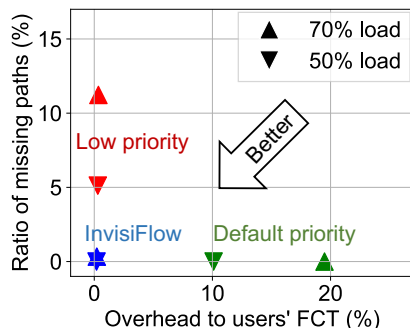 Ratio of missing paths (%)
15
10
5
0
70% load
50% load
Better
Low priority
InvisiFlow
Default priority
0
10
20
Overhead to users' FCT (%)